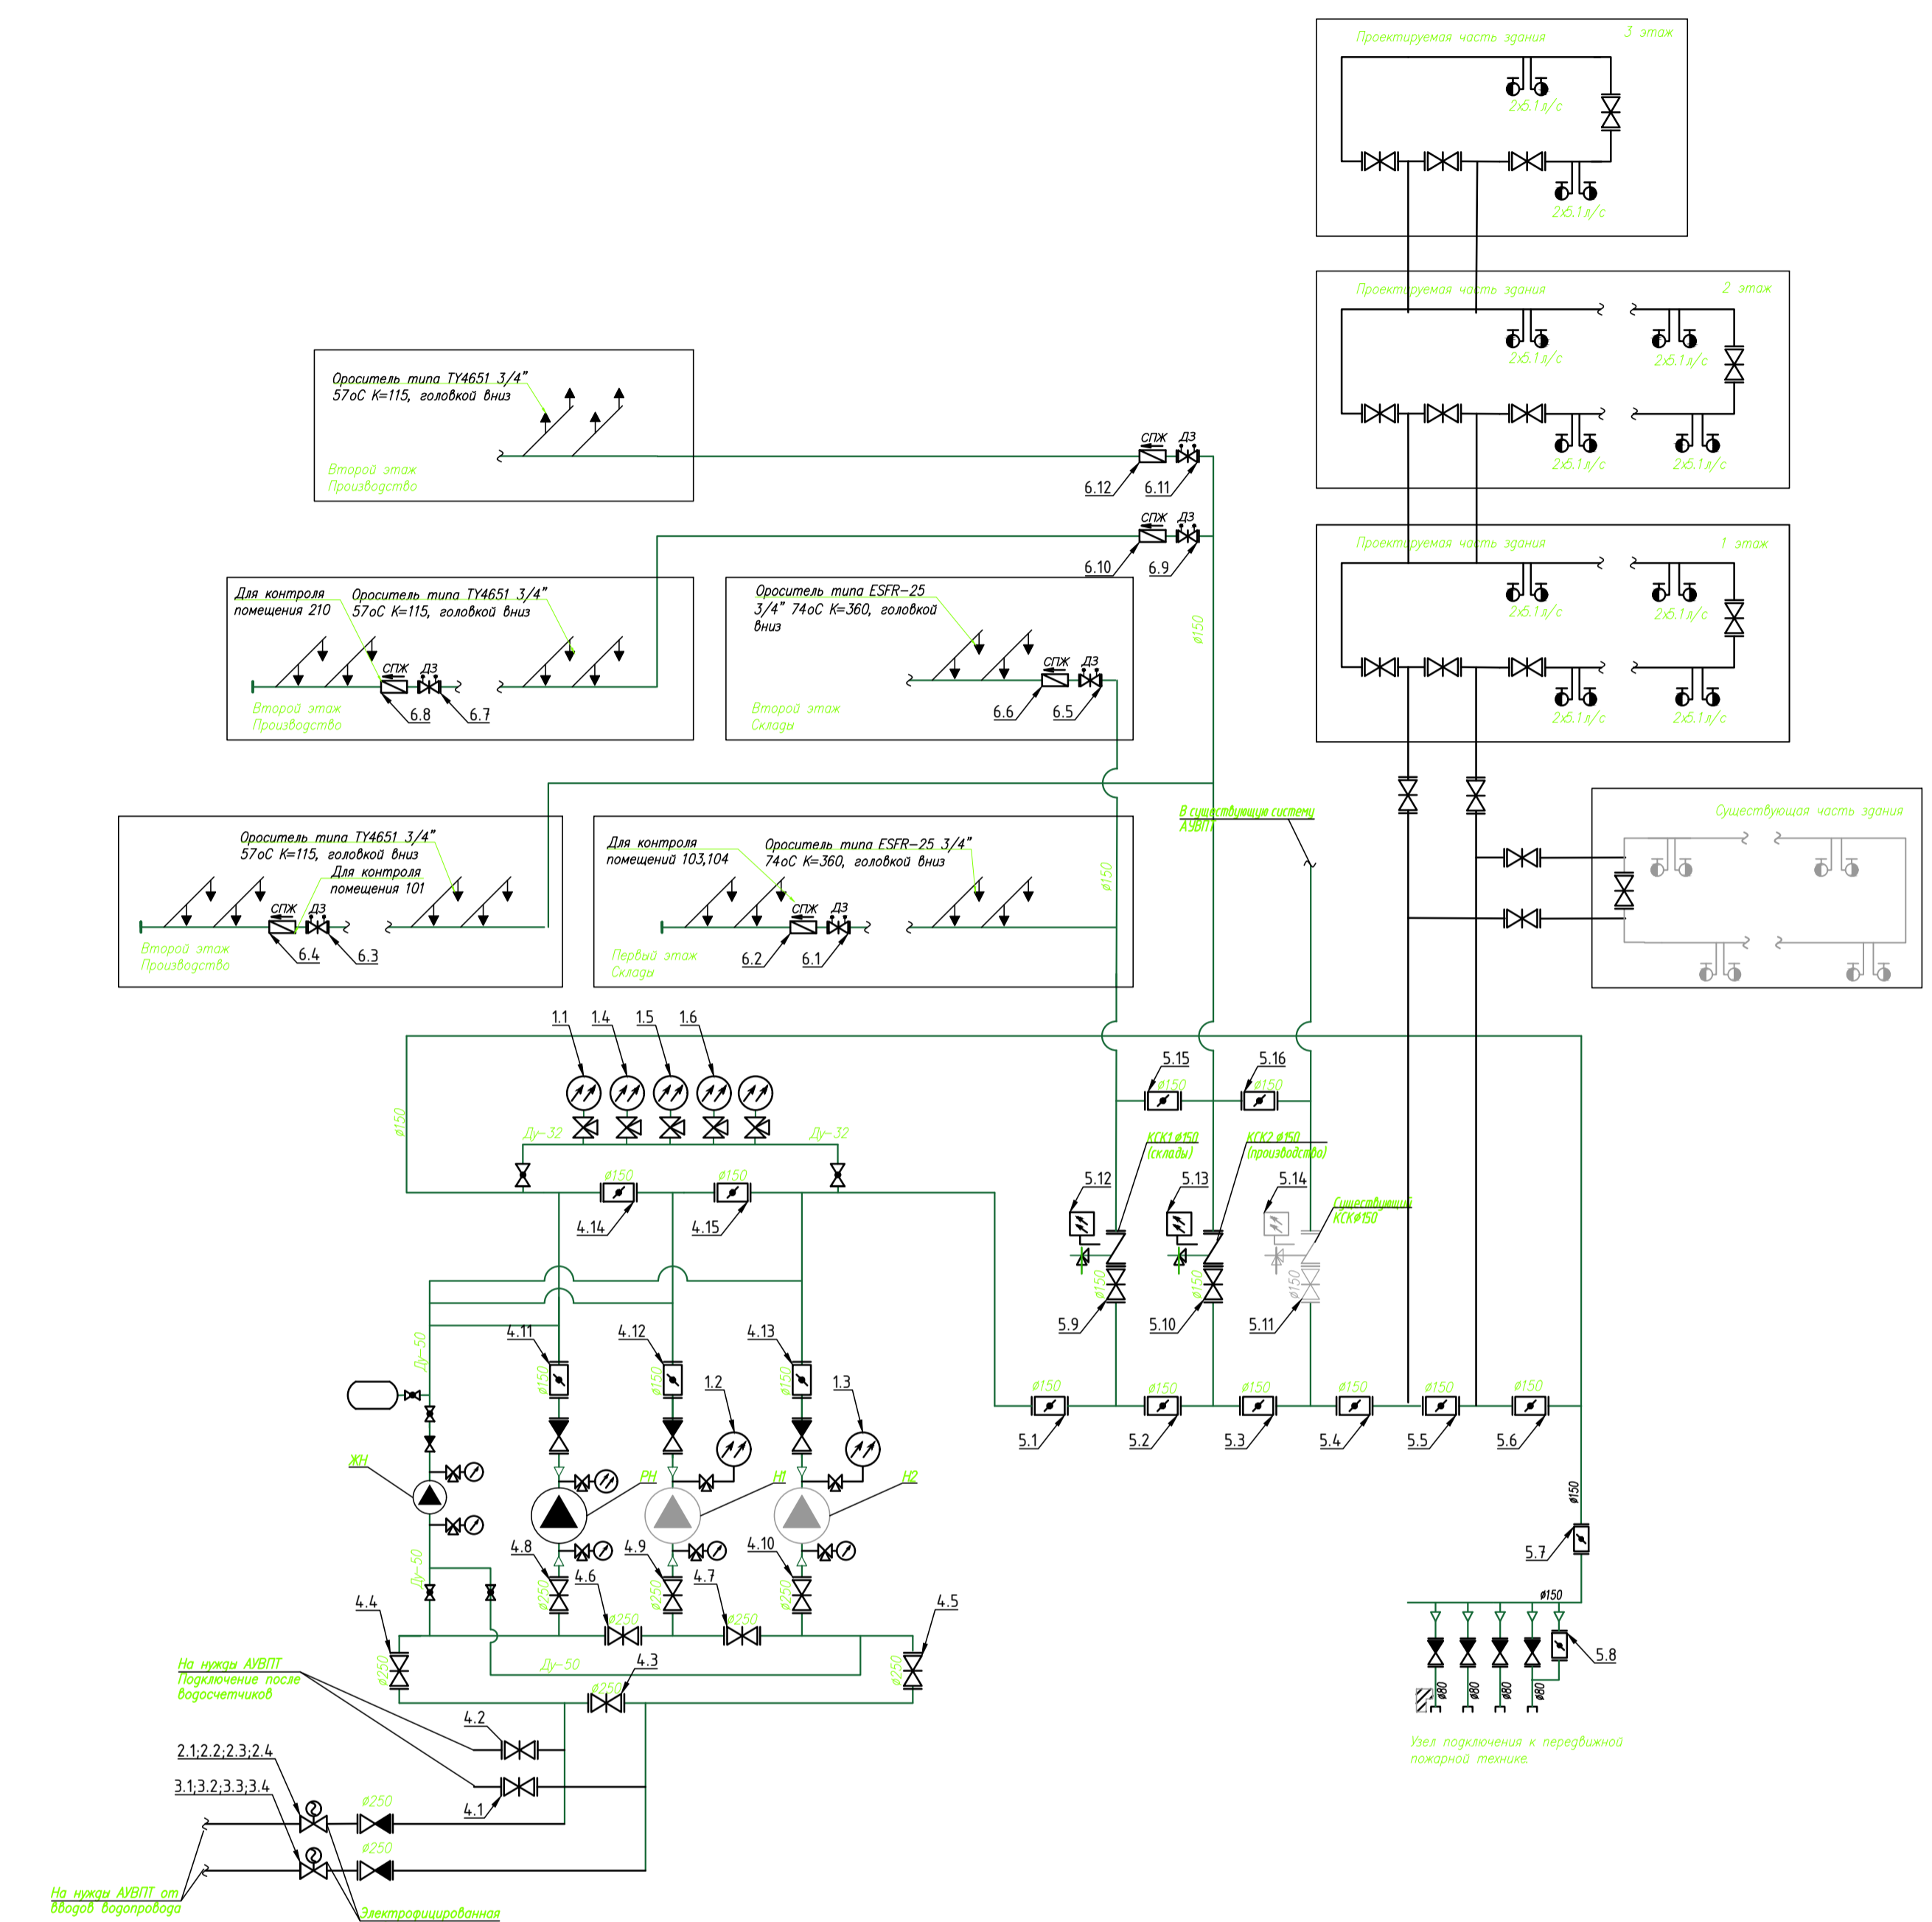 Проектируемая часть здания
3 этаж
2х5.1 л/с
2х5.1 л/с
Проектируемая часть здания
2 этаж
2х5.1 л/с
2х5.1 л/с
2х5.1 л/с
2х5.1 л/с
Ороситель типа TY4651 3/4"
57оС К=115, головкой вниз
Второй этаж
Производство
СПЖ
ДЗ
6.12
6.11
СПЖ
ДЗ
6.10
6.9
Проектируемая часть здания
1 этаж
2х5.1 л/с
2х5.1 л/с
2х5.1 л/с
2х5.1 л/с
Для контроля
помещения 210
Ороситель типа TY4651 3/4"
57оС К=115, головкой вниз
СПЖ
ДЗ
6.8
6.7
Второй этаж
Производство
Ороситель типа ESFR-25
3/4" 74оС К=360, головкой
вниз
СПЖ
ДЗ
6.6
6.5
Второй этаж
Склады
ø150
Ороситель типа TY4651 3/4"
57оС К=115, головкой вниз
Для контроля
помещения 101
СПЖ
ДЗ
6.4
6.3
Второй этаж
Производство
Для контроля
помещений 103,104
Ороситель типа ESFR-25 3/4"
74оС К=360, головкой вниз
СПЖ
ДЗ
6.2
6.1
Первый этаж
Склады
ø150
В существующую систему
АУВПТ
Существующая часть здания
1.1
1.4
1.5
1.6
ø150
Ду-32
Ду-32
ø150
ø150
4.14
4.15
5.15
5.16
ø150
ø150
КСК1 ø150
(склады)
КСК2 ø150
(производство)
5.12
5.13
5.14
Существующий
КСКø150
ø150
ø150
ø150
5.9
5.10
5.11
4.11
4.12
4.13
Ду-50
ø150
ø150
ø150
1.2
1.3
ø150
ø150
ø150
ø150
ø150
ø150
5.1
5.2
5.3
5.4
5.5
5.6
ЖН
РН
Н1
Н2
ø150
5.7
4.8
4.9
4.10
Ду-50
4.6
4.7
ø250
ø250
ø250
ø250
ø250
4.4
4.5
ø150
5.8
ø250
ø250
Ду-50
4.3
ø250
На нужды АУВПТ
Подключение после
водосчетчиков
ø80
ø80
ø80
ø80
4.2
4.1
Узел подключения к передвижной
пожарной технике.
2.1;2.2;2.3;2.4
3.1;3.2;3.3;3.4
ø250
ø250
На нужды АУВПТ от
вводов водопровода
Электрофицированная